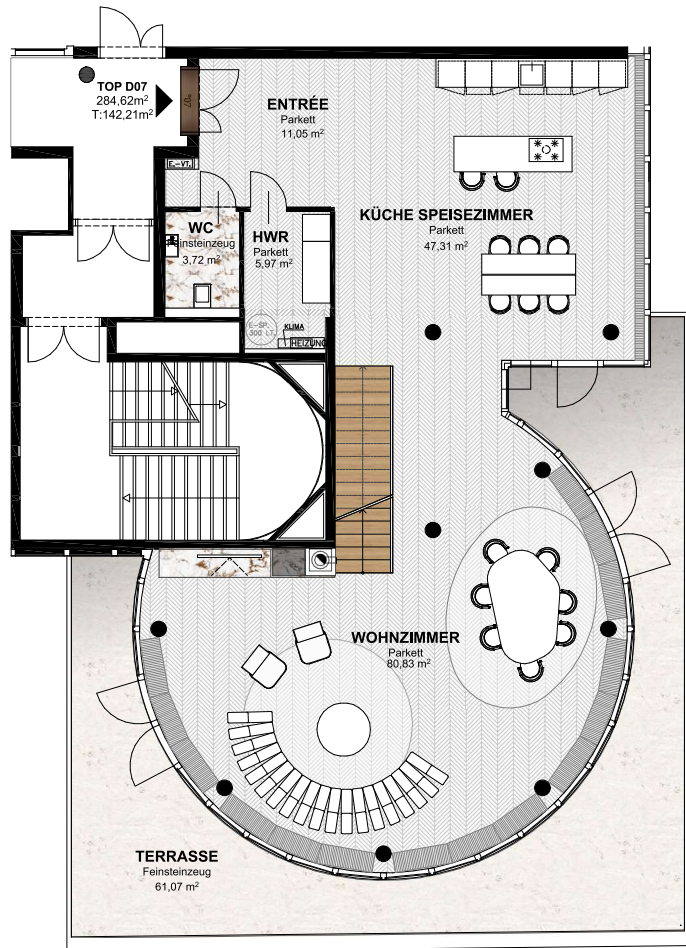 TOP D07
284,62m²
T:142,21m²
*07
ENTRÉE
Parkett
11,05 m²
E.-VT.
KÜCHE SPEISEZIMMER
Parkett
47,31 m²
WC
Feinsteinzeug
3,72 m²
HWR
Parkett
5,97 m²
E-SP.
300 LT.
KLIMA
HEIZUNG
WOHNZIMMER
Parkett
80,83 m²
TERRASSE
Feinsteinzeug
61,07 m²